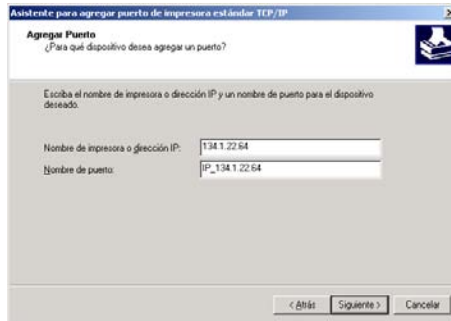 Asistente para agregar puerto de impresora estándar TCP/IP
Agregar Puerto
¿Para qué dispositivo desea agregar un puerto?
Escriba el nombre de impresora o dirección IP y un nombre de puerto para el dispositivo
deseado.
Nombre de impresora o dirección IP: 134.1.22.64
Nombre de puerto: IP_134.1.22.64
< Atrás Siguiente > Cancelar